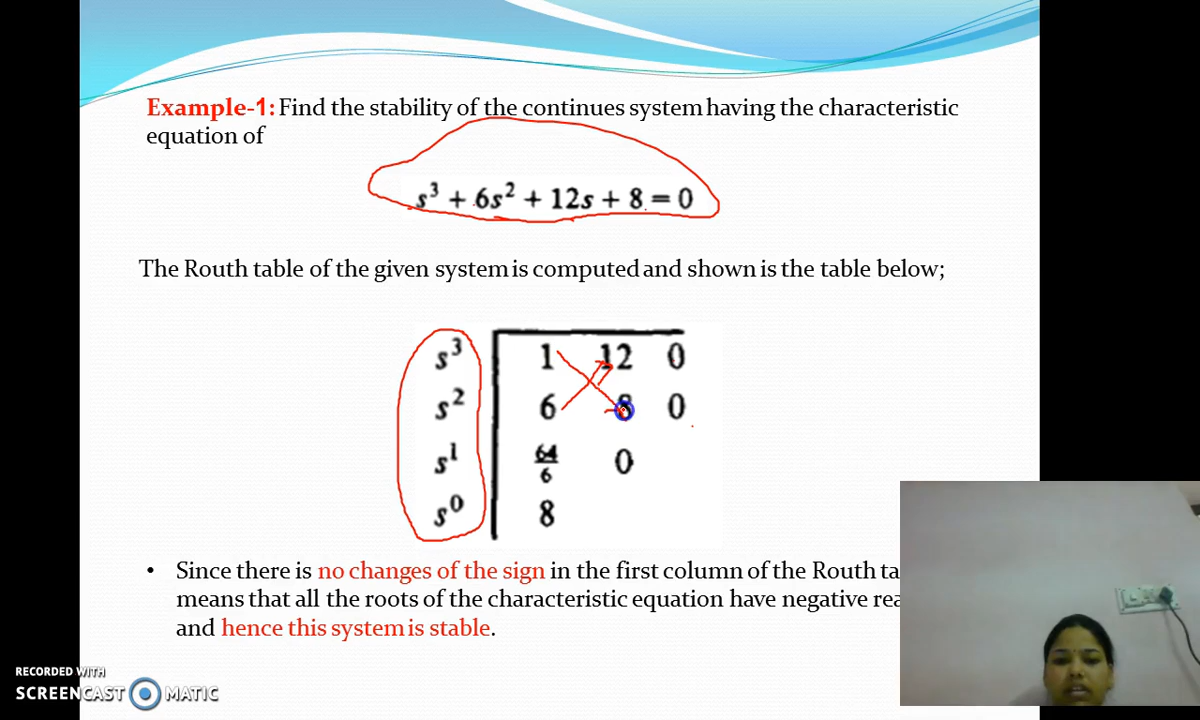 Example-1: Find the stability of the continues system having the characteristic
equation of
s³ + 6s² + 12s + 8 = 0
The Routh table of the given system is computed and shown is the table below;
s³ 1 12 0
s² 6 8 0
s¹ 64/6 0
s⁰ 8
• Since there is no changes of the sign in the first column of the Routh ta
means that all the roots of the characteristic equation have negative rea
and hence this system is stable.
RECORDED WITH
SCREENCAST MATIC